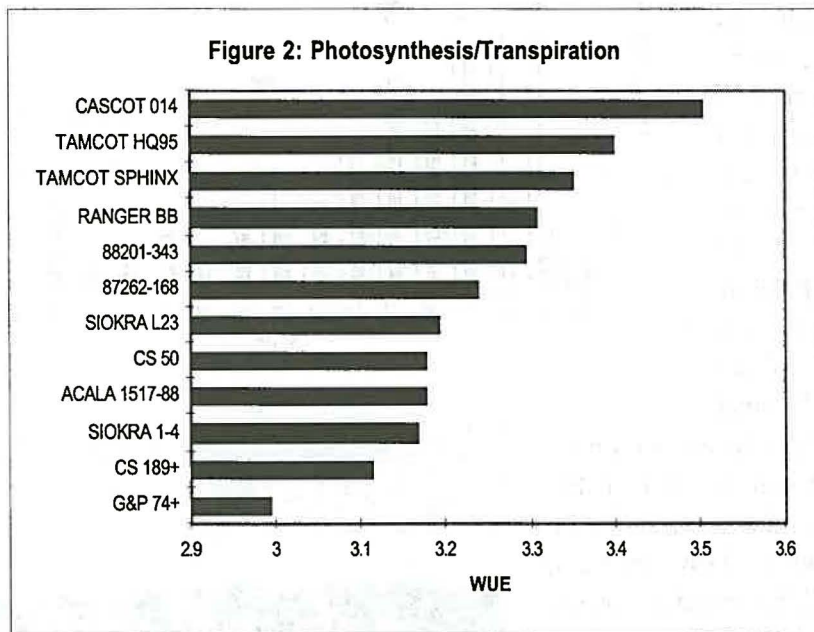 Figure 2: Photosynthesis/Transpiration
CASCOT 014
TAMCOT HQ95
TAMCOT SPHINX
RANGER BB
88201-343
87262-168
SIOKRA L23
CS 50
ACALA 1517-88
SIOKRA 1-4
CS 189+
G&P 74+
2.9 3 3.1 3.2 3.3 3.4 3.5 3.6
WUE